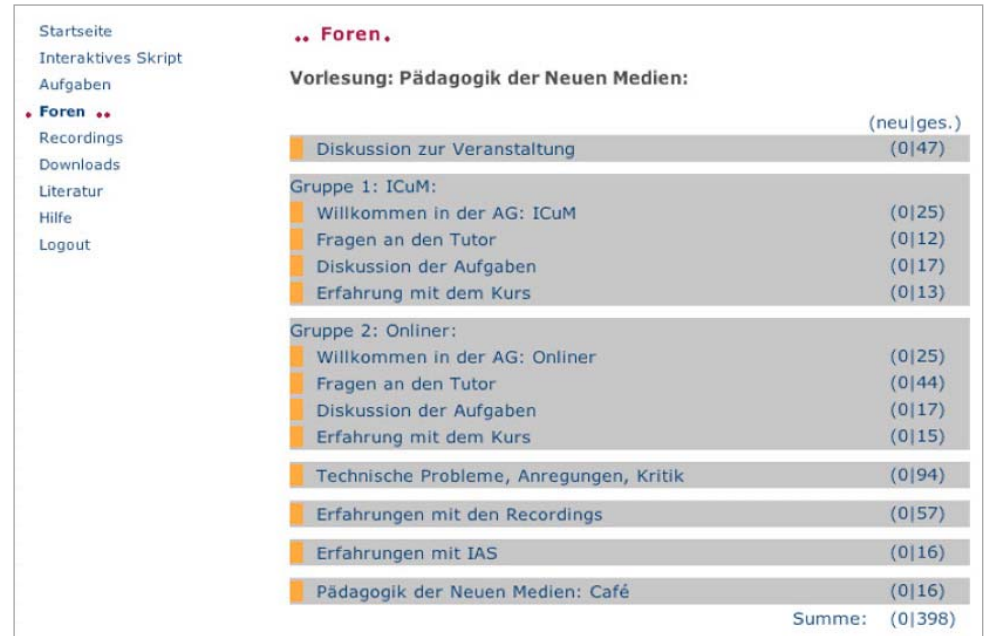 Startseite
Interaktives Skript
Aufgaben
. Foren ..
Recordings
Downloads
Literatur
Hilfe
Logout
.. Foren.
Vorlesung: Pädagogik der Neuen Medien:
(neu|ges.)
Diskussion zur Veranstaltung (0|47)
Gruppe 1: ICuM:
Willkommen in der AG: ICuM (0|25)
Fragen an den Tutor (0|12)
Diskussion der Aufgaben (0|17)
Erfahrung mit dem Kurs (0|13)
Gruppe 2: Onliner:
Willkommen in der AG: Onliner (0|25)
Fragen an den Tutor (0|44)
Diskussion der Aufgaben (0|17)
Erfahrung mit dem Kurs (0|15)
Technische Probleme, Anregungen, Kritik (0|94)
Erfahrungen mit den Recordings (0|57)
Erfahrungen mit IAS (0|16)
Pädagogik der Neuen Medien: Café (0|16)
Summe: (0|398)